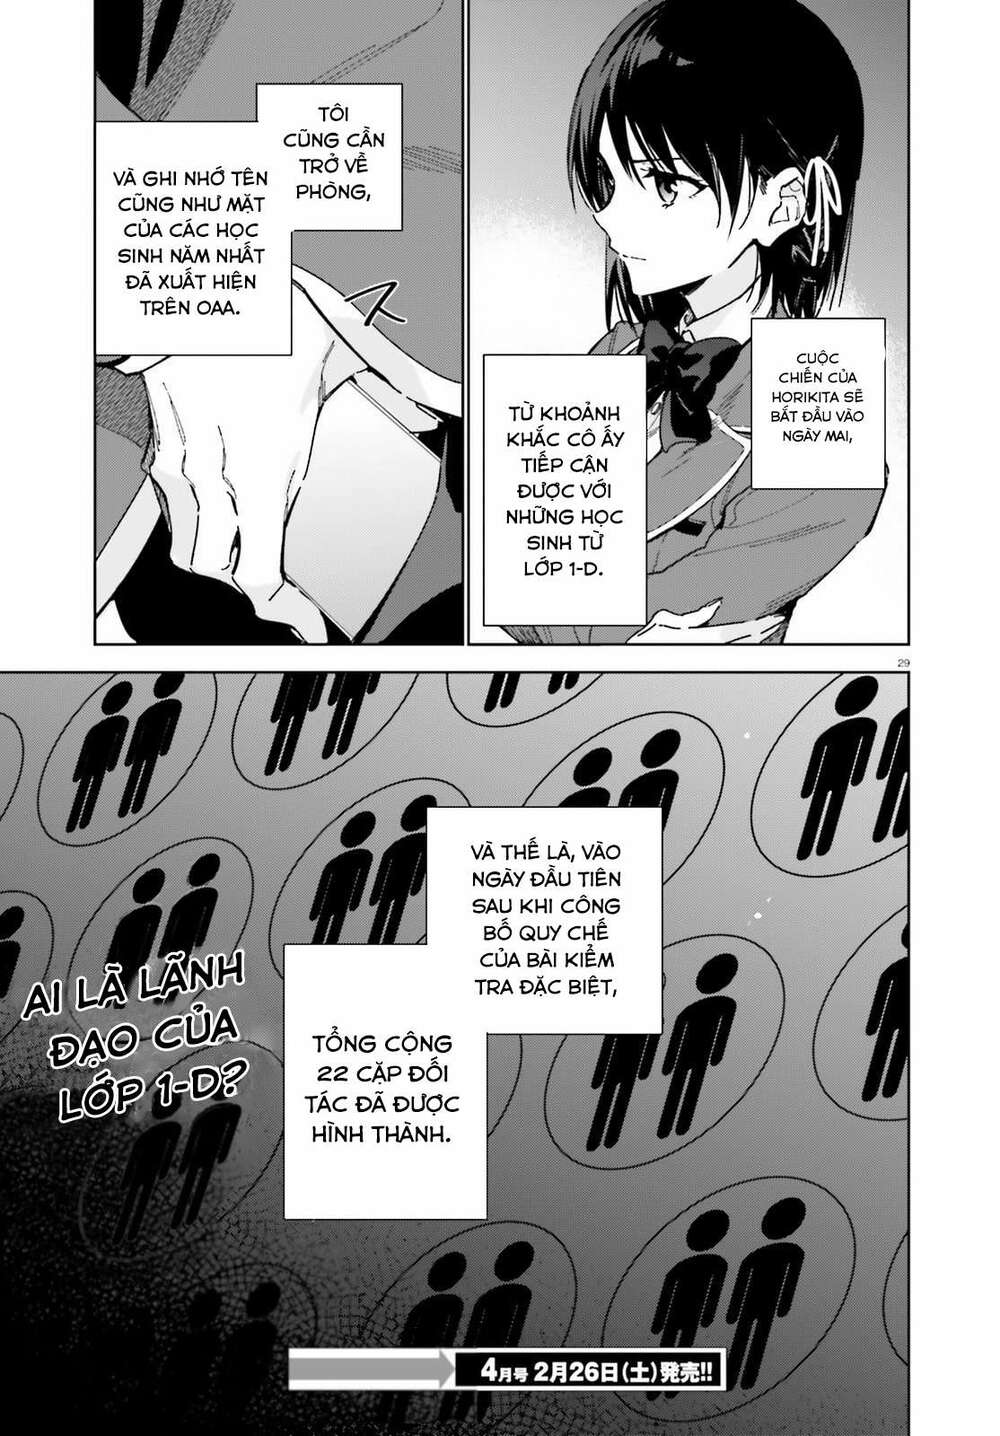 CUỘC
CHIẾN CỦA
HORIKITA SẼ
BẮT ĐẦU VÀO
NGÀY MAI,
TỪ KHOẢNH
KHẮC CÔ ẤY
TIẾP CẬN
ĐƯỢC VỚI
NHỮNG HỌC
SINH TỪ
LỚP 1-D.
TÔI
CŨNG CẦN
TRỞ VỀ
PHÒNG,
VÀ GHI NHỚ TÊN
CŨNG NHƯ MẶT
CỦA CÁC HỌC
SINH NĂM NHẤT
ĐÃ XUẤT HIỆN
TRÊN OAA.
ス
29
VÀ THẾ LÀ, VÀO
NGÀY ĐẦU TIÊN
SAU KHI CÔNG
BỐ QUY CHẾ
CỦA BÀI KIỂM
TRA ĐẶC BIỆT,
TỔNG CỘNG
22 CẶP ĐỐI
TÁC ĐÃ ĐƯỢC
HÌNH THÀNH.
AI LÃ LÃNH
ĐẠO CỦA
LỚP 1-D?
4月号 2月26日(土)発売!!